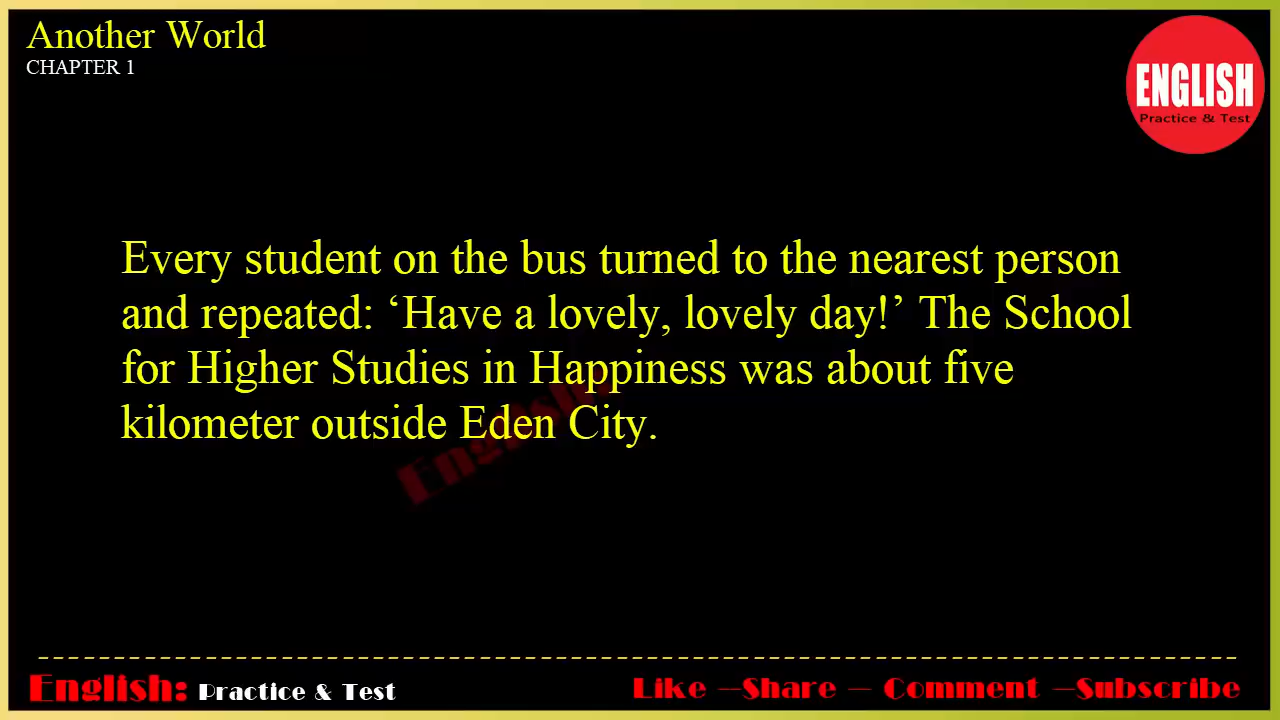 Another World
CHAPTER 1
ENGLISH
Practice & Test
Every student on the bus turned to the nearest person
and repeated: ‘Have a lovely, lovely day!’ The School
for Higher Studies in Happiness was about five
kilometer outside Eden City.
English:
English: Practice & Test
Like – Share – Comment – Subscribe